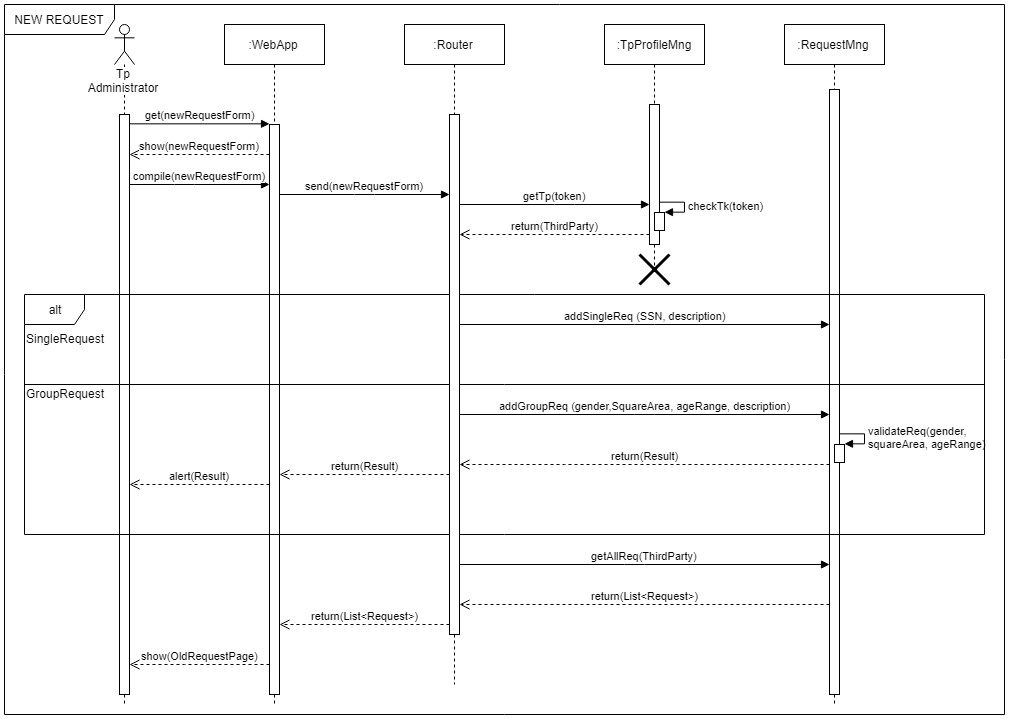 NEW REQUEST
Tp
Administrator
:WebApp
:Router
:TpProfileMng
:RequestMng
get(newRequestForm)
show(newRequestForm)
compile(newRequestForm)
send(newRequestForm)
getTp(token)
checkTk(token)
return(ThirdParty)
alt
addSingleReq (SSN, description)
SingleRequest
GroupRequest
addGroupReq (gender,SquareArea, ageRange, description)
validateReq(gender,
squareArea, ageRange)
return(Result)
return(Result)
alert(Result)
getAllReq(ThirdParty)
return(List<Request>)
return(List<Request>)
show(OldRequestPage)